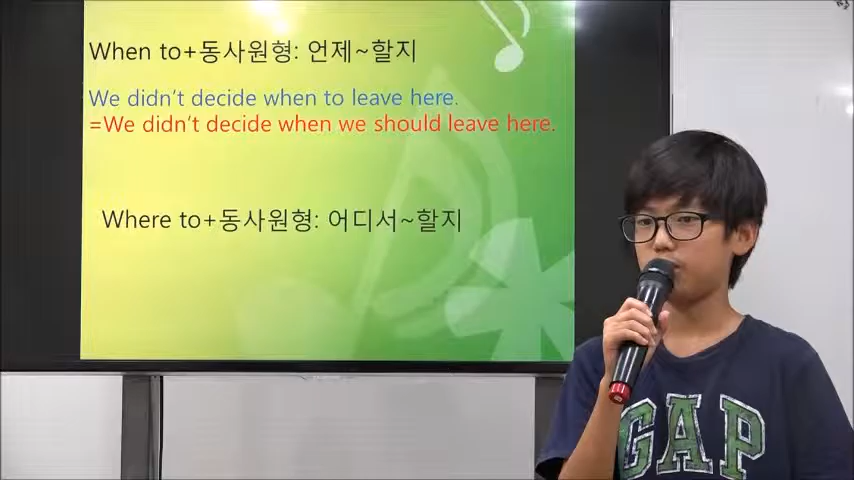 When to+동사원형: 언제~할지
We didn't decide when to leave here.
=We didn't decide when we should leave here.
Where to+동사원형: 어디서~할지
GAP